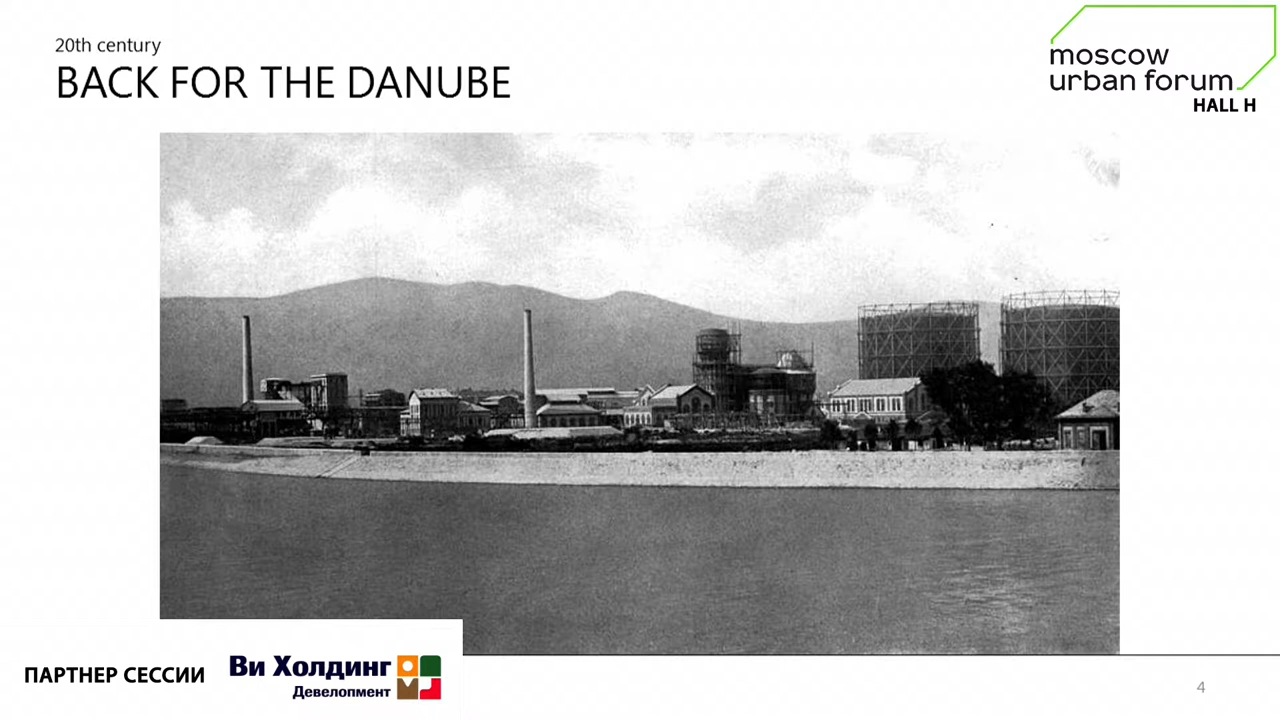 20th century
BACK FOR THE DANUBE
moscow
urban forum
HALL H
ПАРТНЕР СЕССИИ
Ви Холдинг
Девелопмент
4